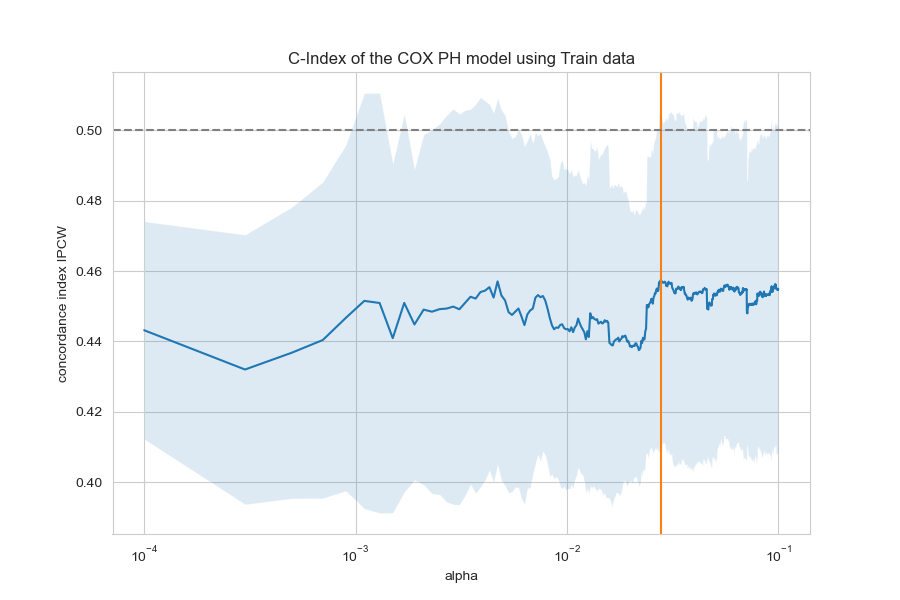 C-Index of the COX PH model using Train data
concordance index IPCW
0.50
0.48
0.46
0.44
0.42
0.40
10⁻⁴ 10⁻³ 10⁻² 10⁻¹
alpha